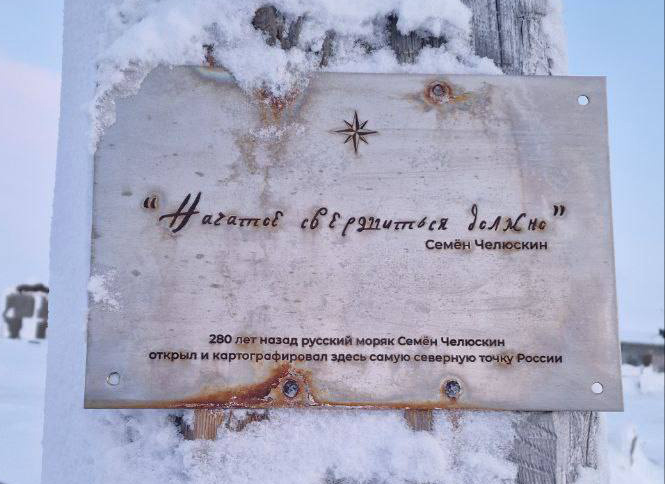 "Начатое свершиться должно"
Семён Челюскин
280 лет назад русский моряк Семён Челюскин
открыл и картографировал здесь самую северную точку России